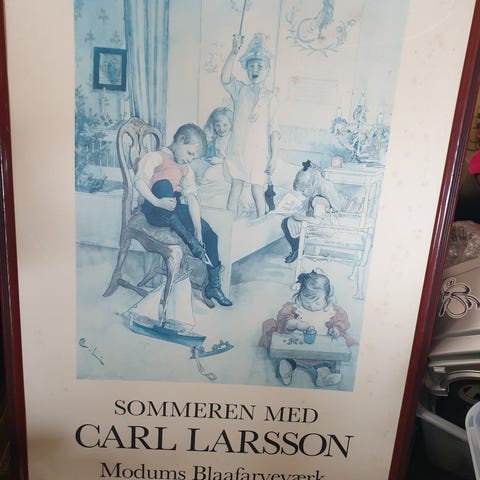 SOMMEREN MED
CARL LARSSON
Modums Blaafarveværk